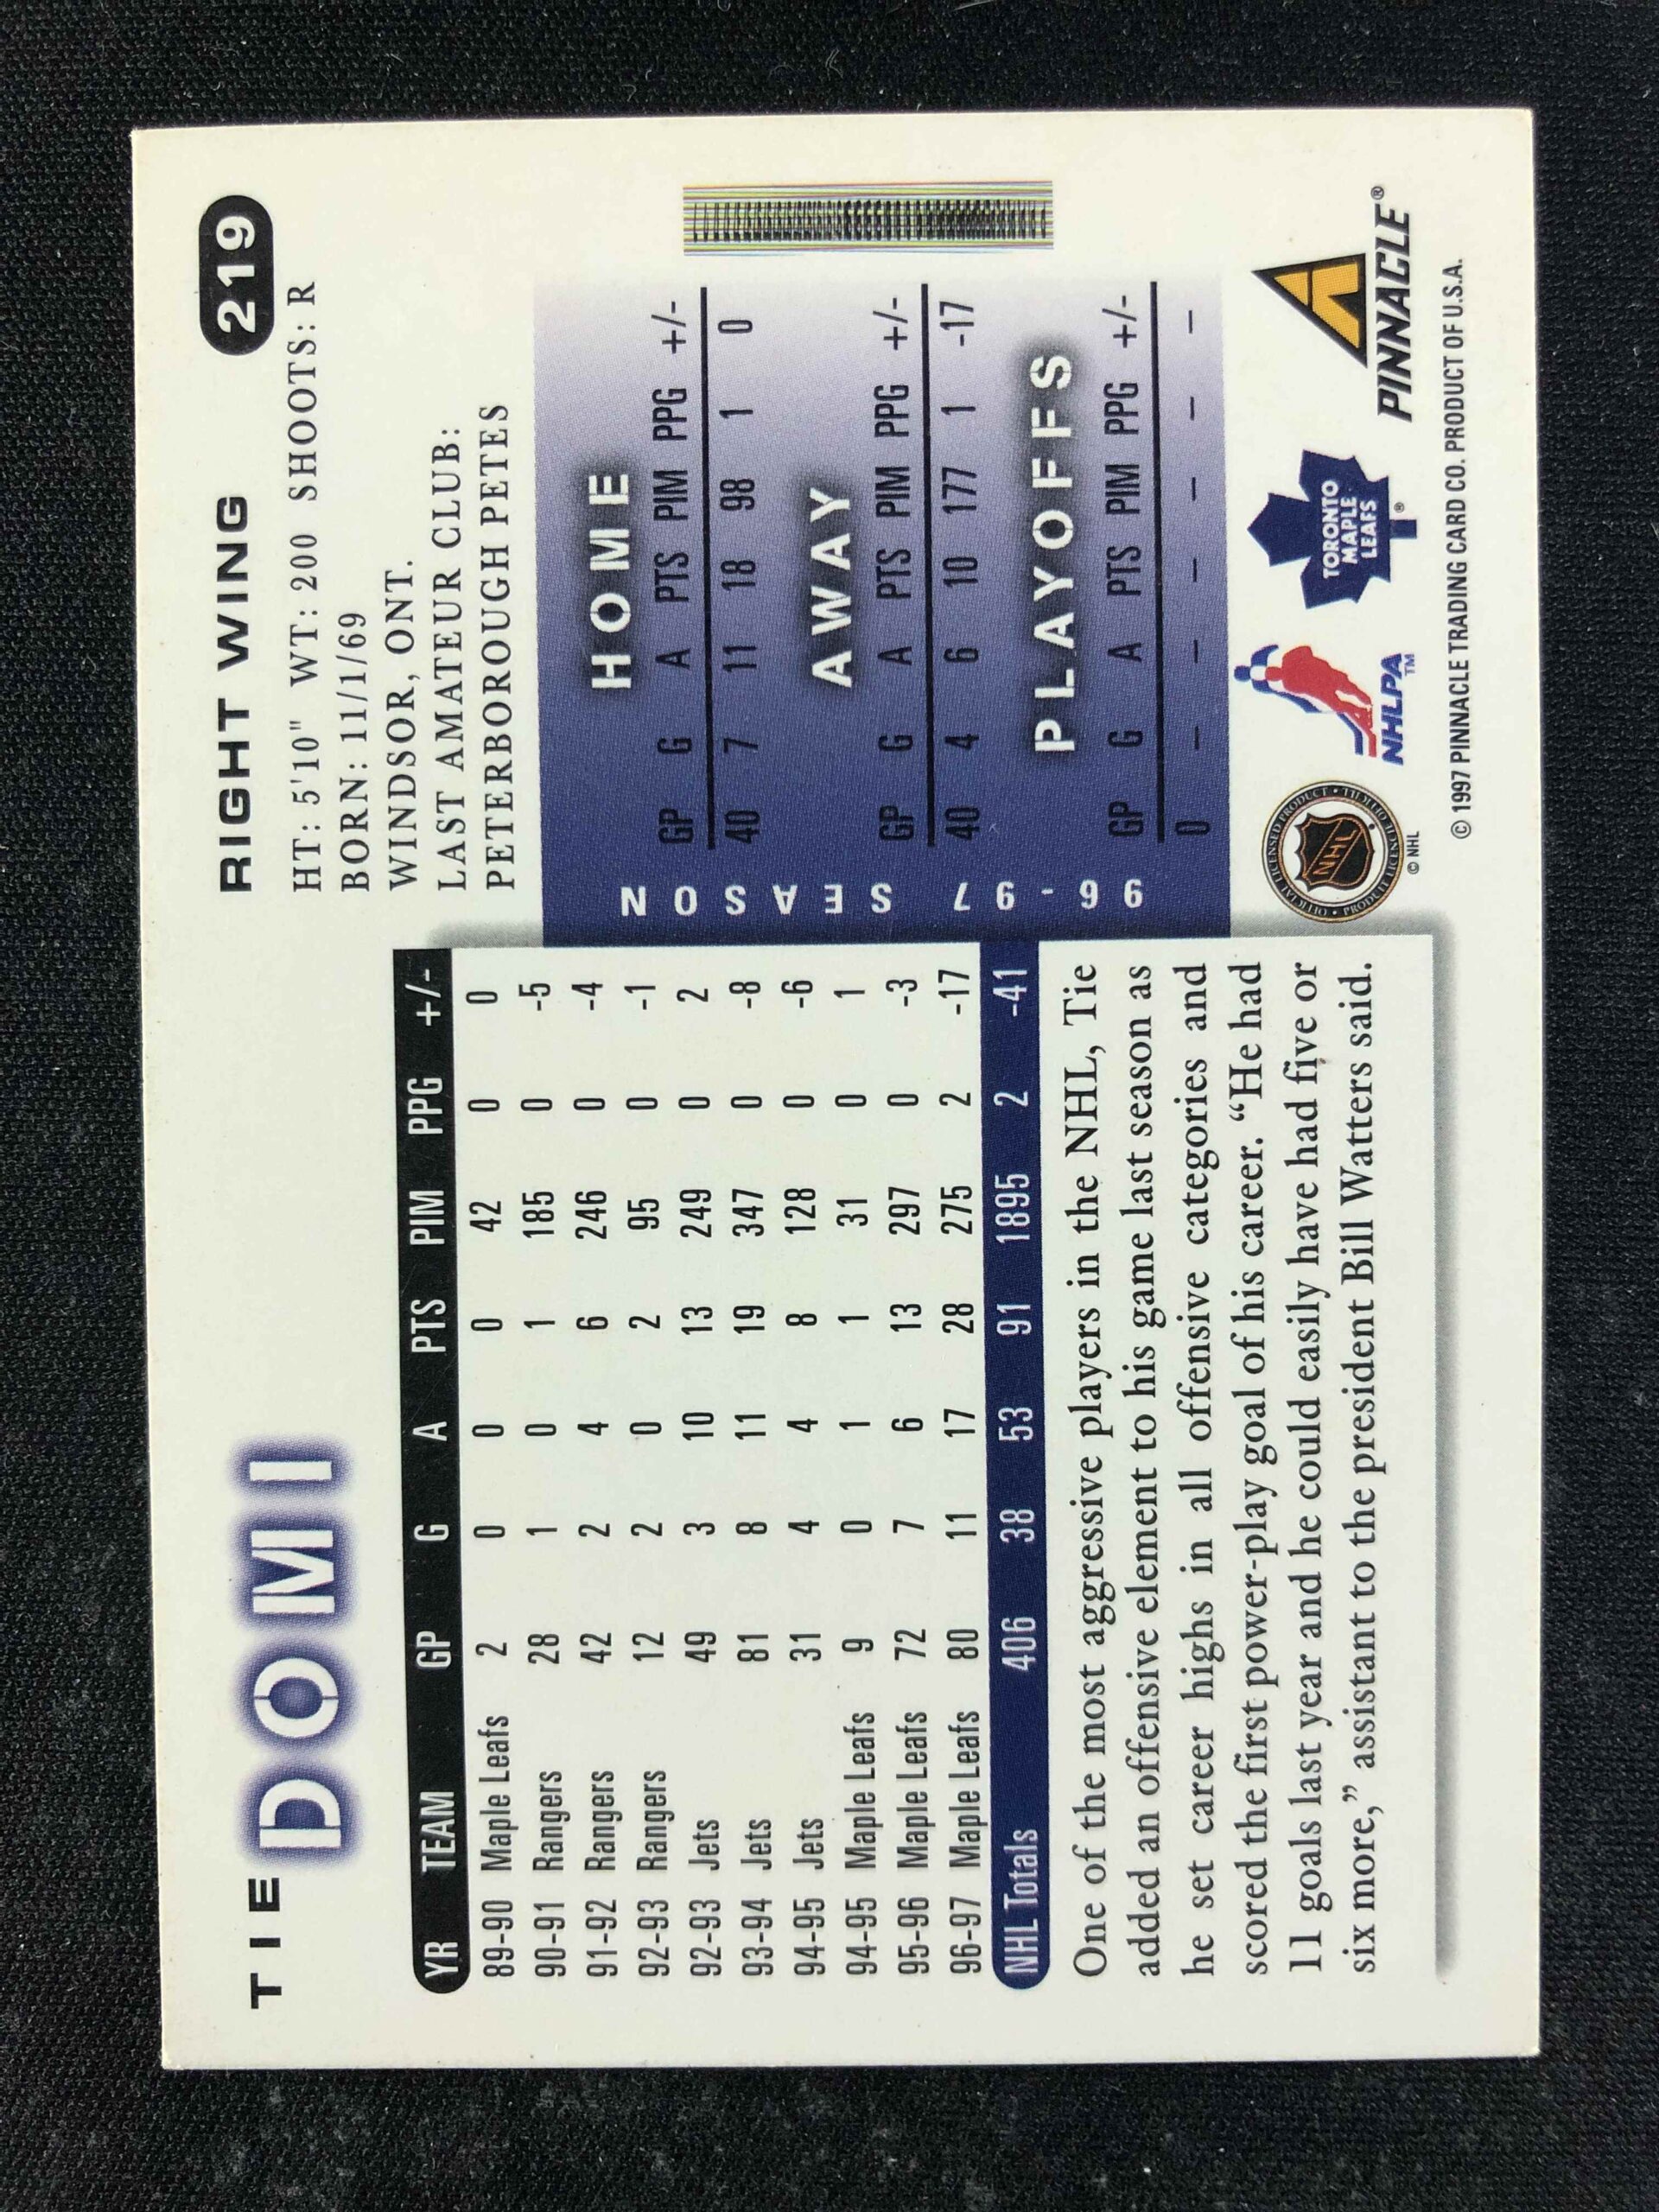 TIE DOMI
RIGHT WING 219
HT: 5'10" WT: 200 SHOOTS: R
BORN: 11/1/69
WINDSOR, ONT.
LAST AMATEUR CLUB:
PETERBOROUGH PETES
YR TEAM GP G A PTS PIM PPG +/-
89-90 Maple Leafs 2 0 0 0 42 0 0
90-91 Rangers 28 1 0 1 185 0 -5
91-92 Rangers 42 2 4 6 246 0 -4
92-93 Rangers 12 2 0 2 95 0 -1
92-93 Jets 49 3 10 13 249 0 2
93-94 Jets 81 8 11 19 347 0 -8
94-95 Jets 31 4 4 8 128 0 -6
94-95 Maple Leafs 9 0 1 1 31 0 1
95-96 Maple Leafs 72 7 6 13 297 0 -3
96-97 Maple Leafs 80 11 17 28 275 2 -17
NHL Totals 406 38 53 91 1895 2 -41
One of the most aggressive players in the NHL, Tie
added an offensive element to his game last season as
he set career highs in all offensive categories and
scored the first power-play goal of his career. “He had
11 goals last year and he could easily have had five or
six more,” assistant to the president Bill Watters said.
96-97 SEASON
HOME
GP G A PTS PIM PPG +/-
40 7 11 18 98 1 0
AWAY
GP G A PTS PIM PPG +/-
40 4 6 10 177 1 -17
PLAYOFFS
GP G A PTS PIM PPG +/-
0 – – – – – –
NHL
© NHL
NHLPA™
TORONTO
MAPLE
LEAFS
®
PINNACLE®
© 1997 PINNACLE TRADING CARD CO. PRODUCT OF U.S.A.